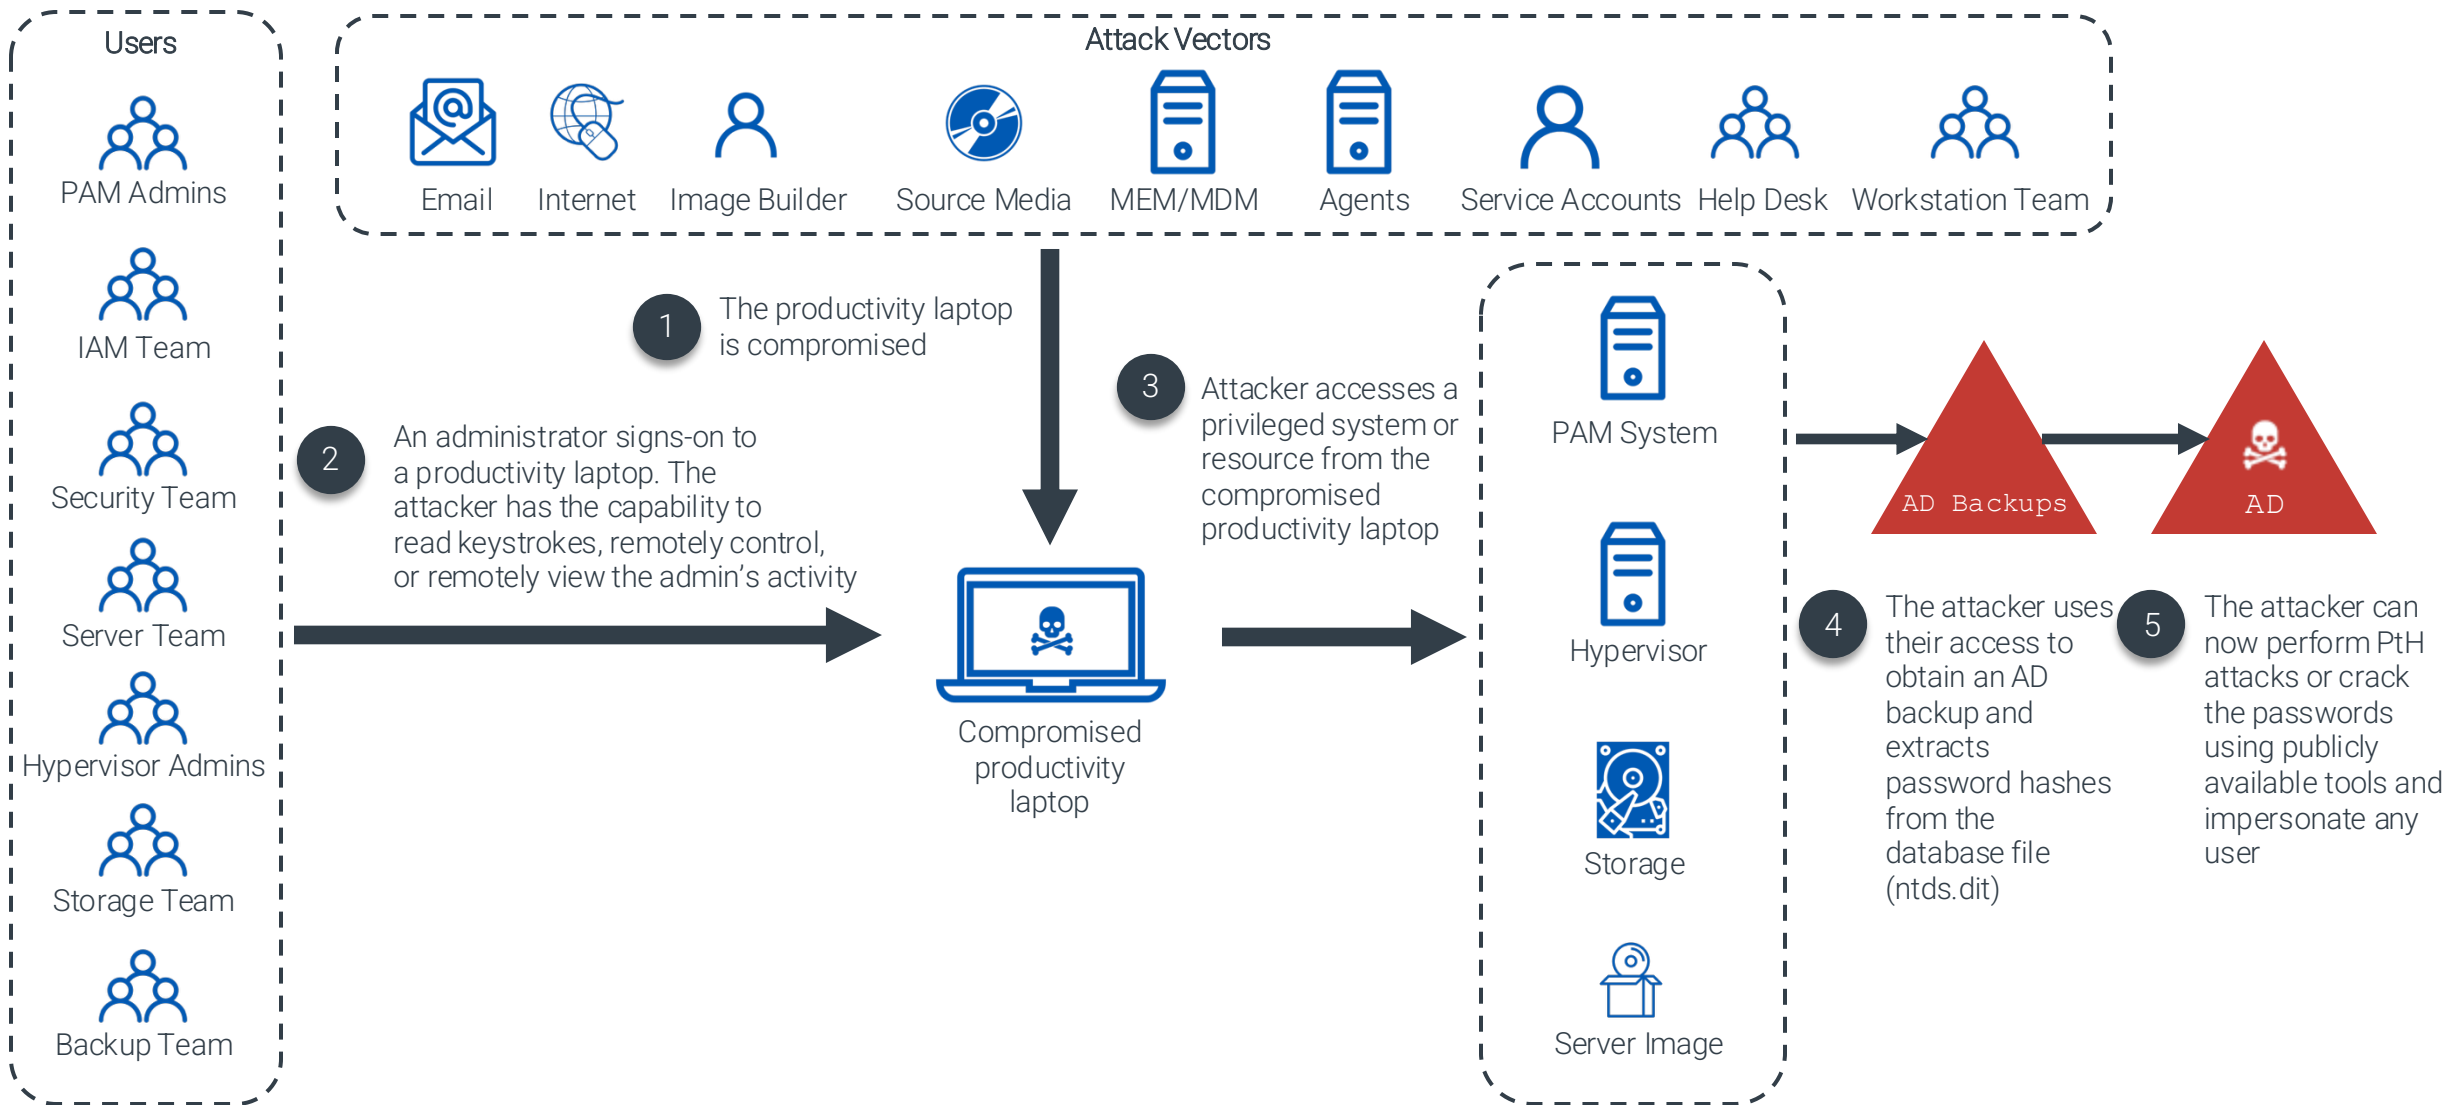 Users
PAM Admins
IAM Team
Security Team
Server Team
Hypervisor Admins
Storage Team
Backup Team
Attack Vectors
Email
Internet
Image Builder
Source Media
MEM/MDM
Agents
Service Accounts
Help Desk
Workstation Team
1
The productivity laptop
is compromised
2
An administrator signs-on to
a productivity laptop. The
attacker has the capability to
read keystrokes, remotely control,
or remotely view the admin’s activity
Compromised
productivity
laptop
3
Attacker accesses a
privileged system or
resource from the
compromised
productivity laptop
PAM System
Hypervisor
Storage
Server Image
AD Backups
AD
4
The attacker uses
their access to
obtain an AD
backup and
extracts
password hashes
from the
database file
(ntds.dit)
5
The attacker can
now perform PtH
attacks or crack
the passwords
using publicly
available tools and
impersonate any
user